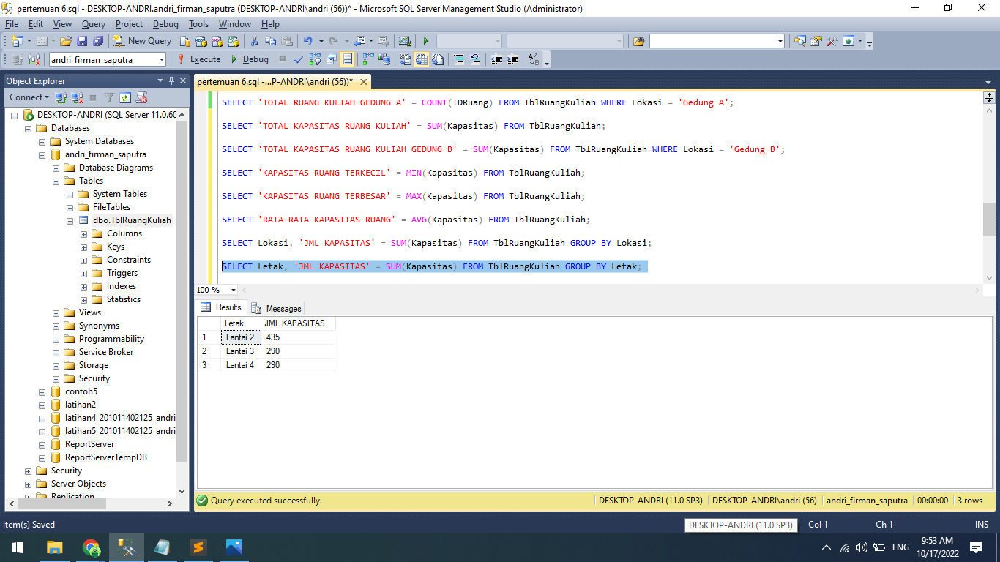 pertemuan 6.sql - DESKTOP-ANDRI.andri_firman_saputra (DESKTOP-ANDRI\andri (56))* - Microsoft SQL Server Management Studio (Administrator)
File Edit View Query Project Debug Tools Window Help
New Query
andri_firman_saputra Execute Debug
Object Explorer
Connect
DESKTOP-ANDRI (SQL Server 11.0.60
Databases
System Databases
andri_firman_saputra
Database Diagrams
Tables
System Tables
FileTables
dbo.TblRuangKuliah
Columns
Keys
Constraints
Triggers
Indexes
Statistics
Views
Synonyms
Programmability
Service Broker
Storage
Security
contoh5
latihan2
latihan4_201011402125_andri
latihan5_201011402125_andri
ReportServer
ReportServerTempDB
Security
Server Objects
Replication
pertemuan 6.sql -...P-ANDRI\andri (56))*
SELECT 'TOTAL RUANG KULIAH GEDUNG A' = COUNT(IDRuang) FROM TblRuangKuliah WHERE Lokasi = 'Gedung A';
SELECT 'TOTAL KAPASITAS RUANG KULIAH' = SUM(Kapasitas) FROM TblRuangKuliah;
SELECT 'TOTAL KAPASITAS RUANG KULIAH GEDUNG B' = SUM(Kapasitas) FROM TblRuangKuliah WHERE Lokasi = 'Gedung B';
SELECT 'KAPASITAS RUANG TERKECIL' = MIN(Kapasitas) FROM TblRuangKuliah;
SELECT 'KAPASITAS RUANG TERBESAR' = MAX(Kapasitas) FROM TblRuangKuliah;
SELECT 'RATA-RATA KAPASITAS RUANG' = AVG(Kapasitas) FROM TblRuangKuliah;
SELECT Lokasi, 'JML KAPASITAS' = SUM(Kapasitas) FROM TblRuangKuliah GROUP BY Lokasi;
SELECT Letak, 'JML KAPASITAS' = SUM(Kapasitas) FROM TblRuangKuliah GROUP BY Letak;
100 %
Results Messages
Letak JML KAPASITAS
1 Lantai 2 435
2 Lantai 3 290
3 Lantai 4 290
Query executed successfully. DESKTOP-ANDRI (11.0 SP3) DESKTOP-ANDRI\andri (56) andri_firman_saputra 00:00:00 3 rows
Item(s) Saved DESKTOP-ANDRI (11.0 SP3) Col 1 Ch 1 INS
ENG 9:53 AM
10/17/2022